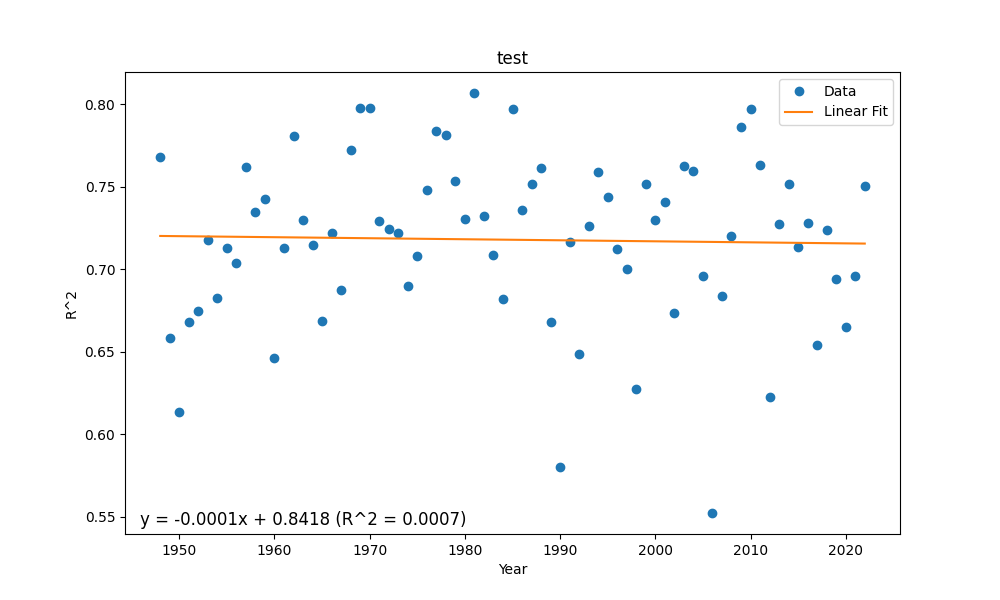 test
Data
Linear Fit
0.80
0.75
0.70
0.65
0.60
0.55
R^2
y = -0.0001x + 0.8418 (R^2 = 0.0007)
1950 1960 1970 1980 1990 2000 2010 2020
Year